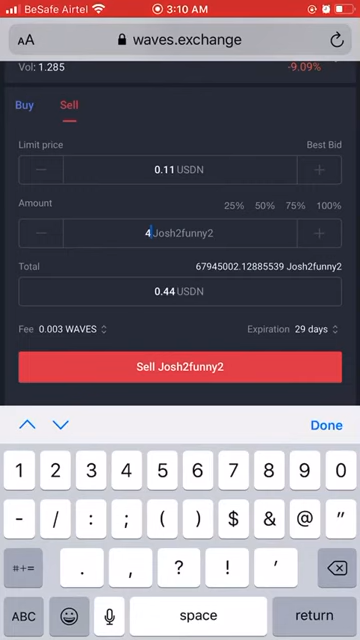 BeSafe Airtel 3:10 AM
AA waves.exchange
Vol: 1.285 -9.09%
Buy Sell
Limit price Best Bid
0.11 USDN
Amount 25% 50% 75% 100%
4 Josh2funny2
Total 67945002.12885539 Josh2funny2
0.44 USDN
Fee 0.003 WAVES Expiration 29 days
Sell Josh2funny2
Done
1 2 3 4 5 6 7 8 9 0
- / : ; ( ) $ & @ "
#+= . , ? ! '
ABC space return